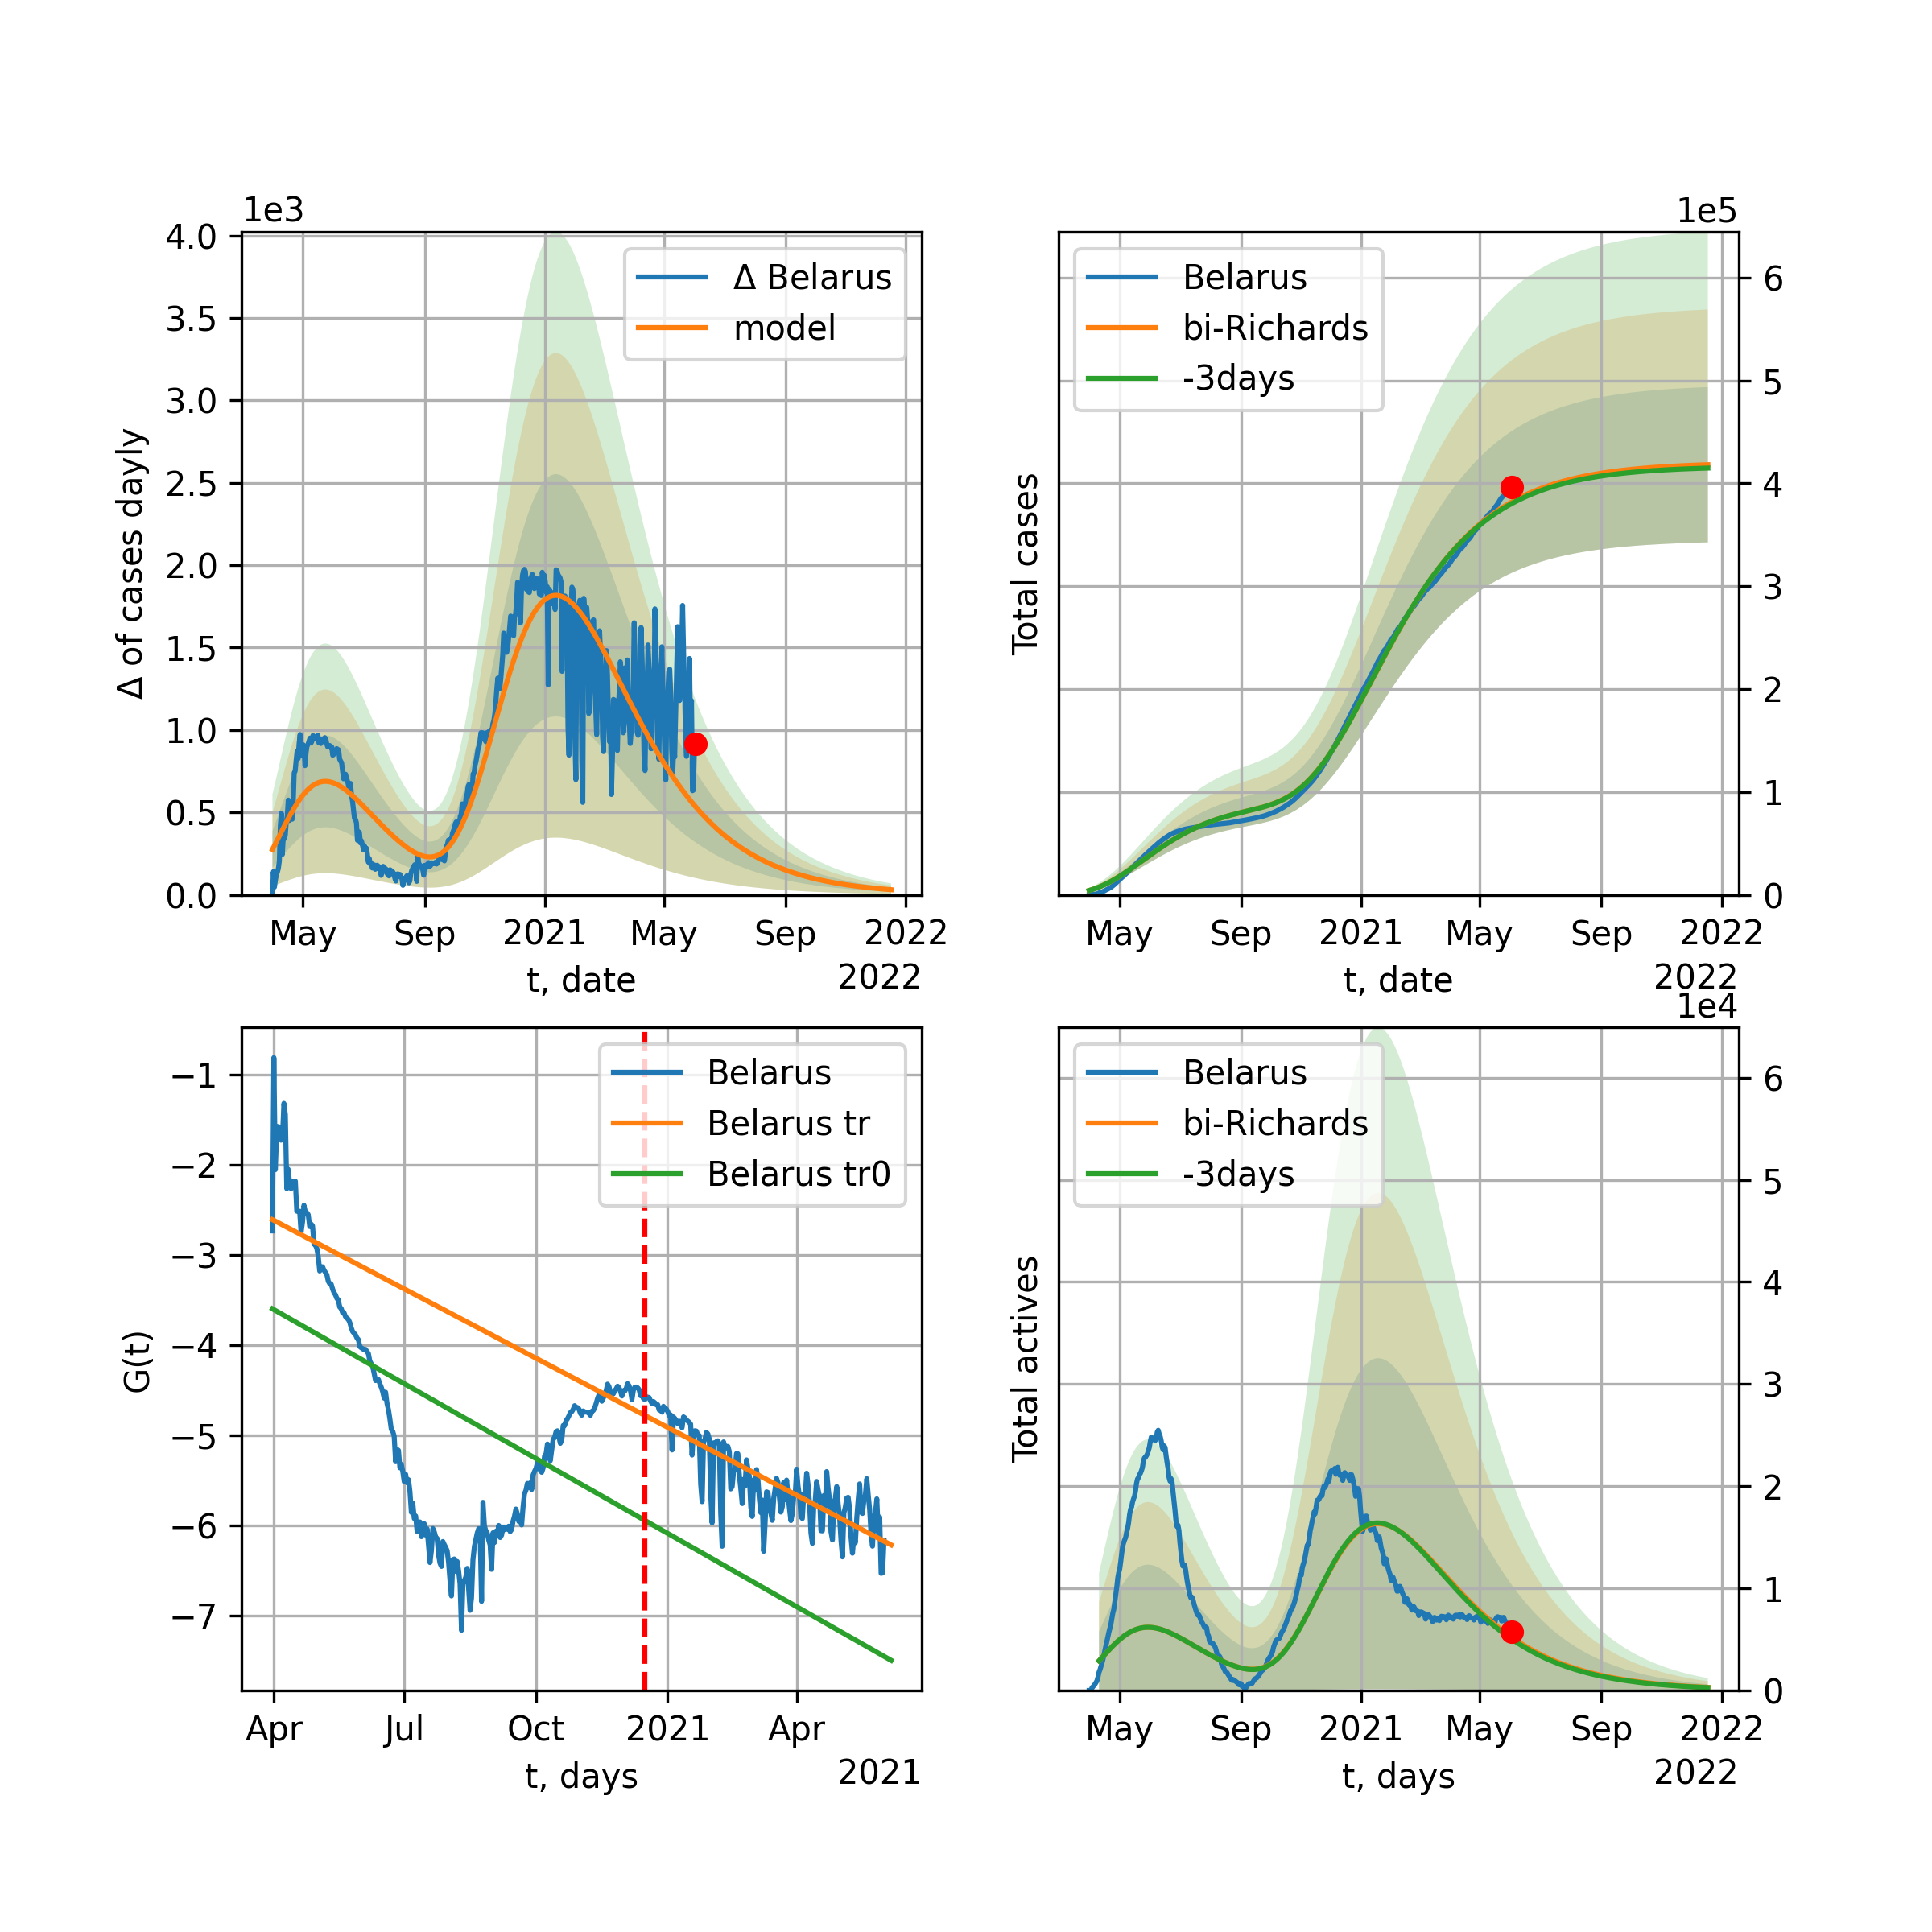 1e3
4.0
3.5
3.0
2.5
2.0
1.5
1.0
0.5
0.0
Δ of cases dayly
Δ Belarus
model
May Sep 2021 May Sep 2022
t, date
2022
1e5
Total cases
Belarus
bi-Richards
-3days
6
5
4
3
2
1
0
May Sep 2021 May Sep 2022
t, date
2022
−1
−2
−3
−4
−5
−6
−7
G(t)
Belarus
Belarus tr
Belarus tr0
Apr Jul Oct 2021 Apr
t, days
2021
1e4
Total actives
Belarus
bi-Richards
-3days
6
5
4
3
2
1
0
May Sep 2021 May Sep 2022
t, days
2022